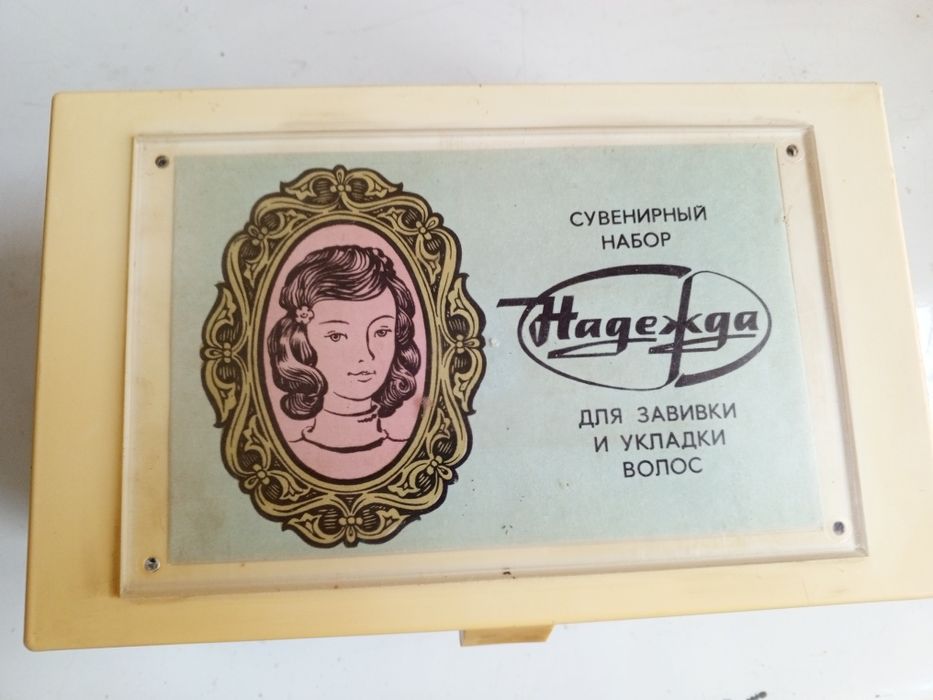 СУВЕНИРНЫЙ
НАБОР
Надежда
ДЛЯ ЗАВИВКИ
И УКЛАДКИ
ВОЛОС